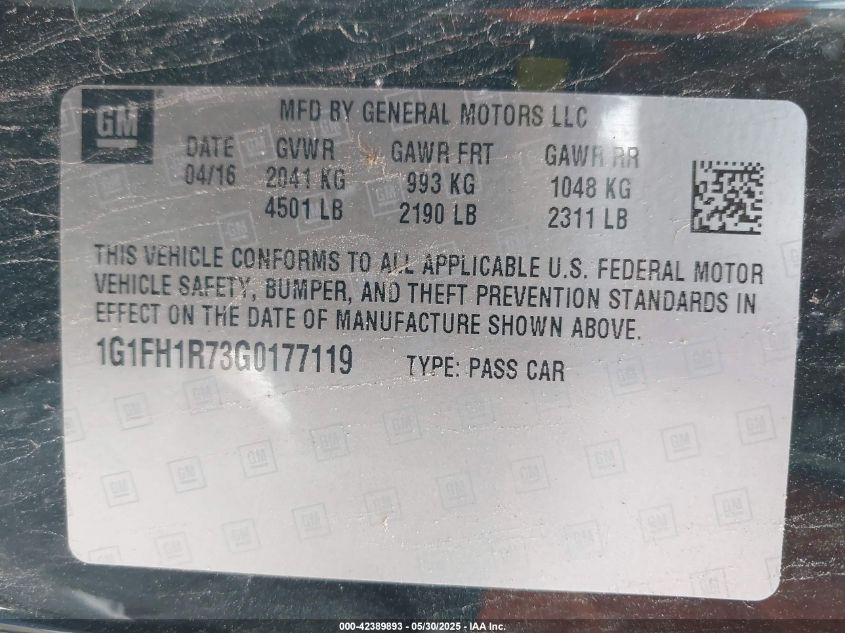 GM
MFD BY GENERAL MOTORS LLC
DATE GVWR GAWR FRT GAWR RR
04/16 2041 KG 993 KG 1048 KG
4501 LB 2190 LB 2311 LB
THIS VEHICLE CONFORMS TO ALL APPLICABLE U.S. FEDERAL MOTOR
VEHICLE SAFETY, BUMPER, AND THEFT PREVENTION STANDARDS IN
EFFECT ON THE DATE OF MANUFACTURE SHOWN ABOVE.
1G1FH1R73G0177119 TYPE: PASS CAR
000-42389893 - 05/30/2025 - IAA Inc.